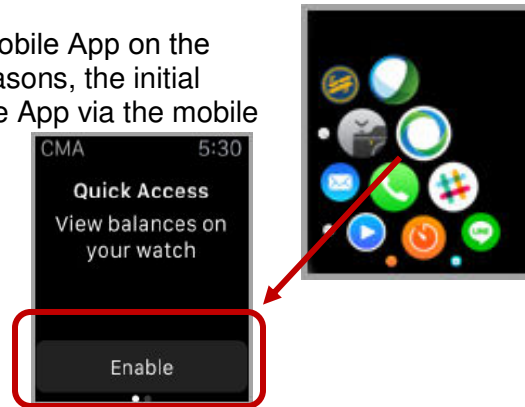 obile App on the
asons, the initial
e App via the mobile
CMA 5:30
Quick Access
View balances on
your watch
Enable
LINE